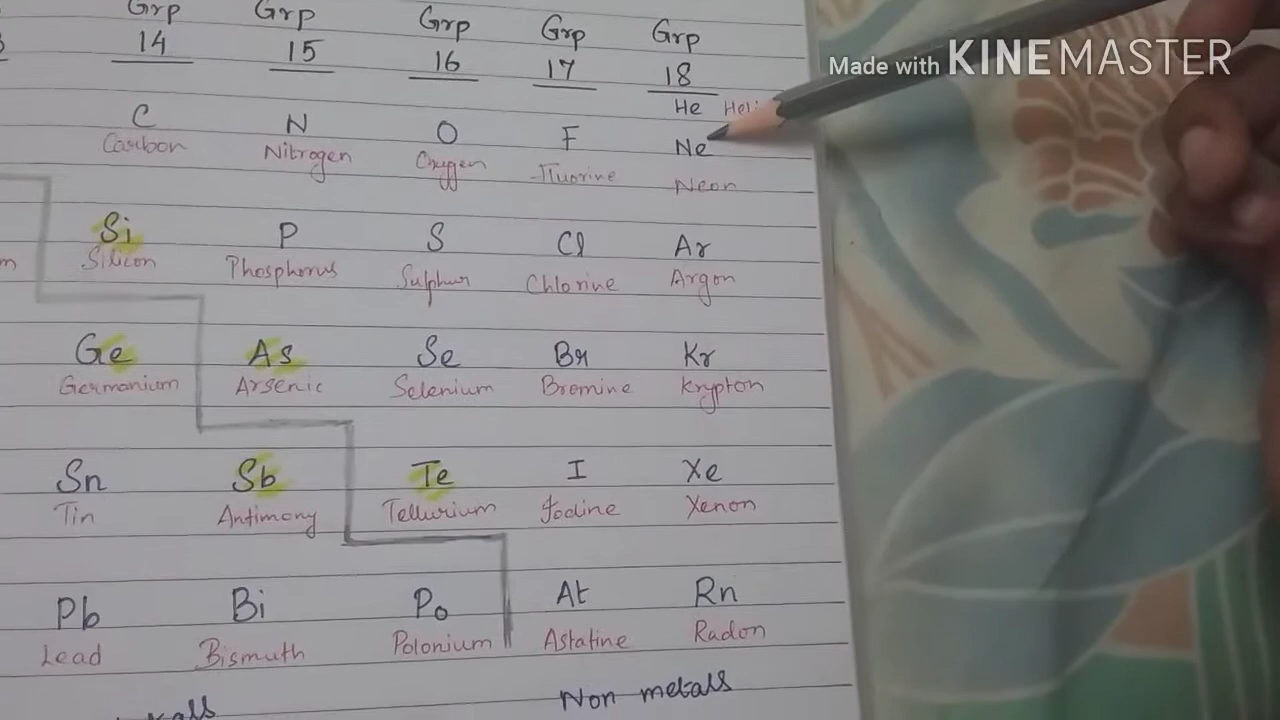 Grp Grp Grp Grp Grp
14 15 16 17 18
He
C N O F Ne
Carbon Nitrogen Oxygen Fluorine Neon
Si P S Cl Ar
Silicon Phosphorus Sulphur Chlorine Argon
Ge As Se Br Kr
Germanium Arsenic Selenium Bromine Krypton
Sn Sb Te I Xe
Tin Antimony Tellurium Iodine Xenon
Pb Bi Po At Rn
Lead Bismuth Polonium Astatine Radon
Non metals
Made with KINEMASTER